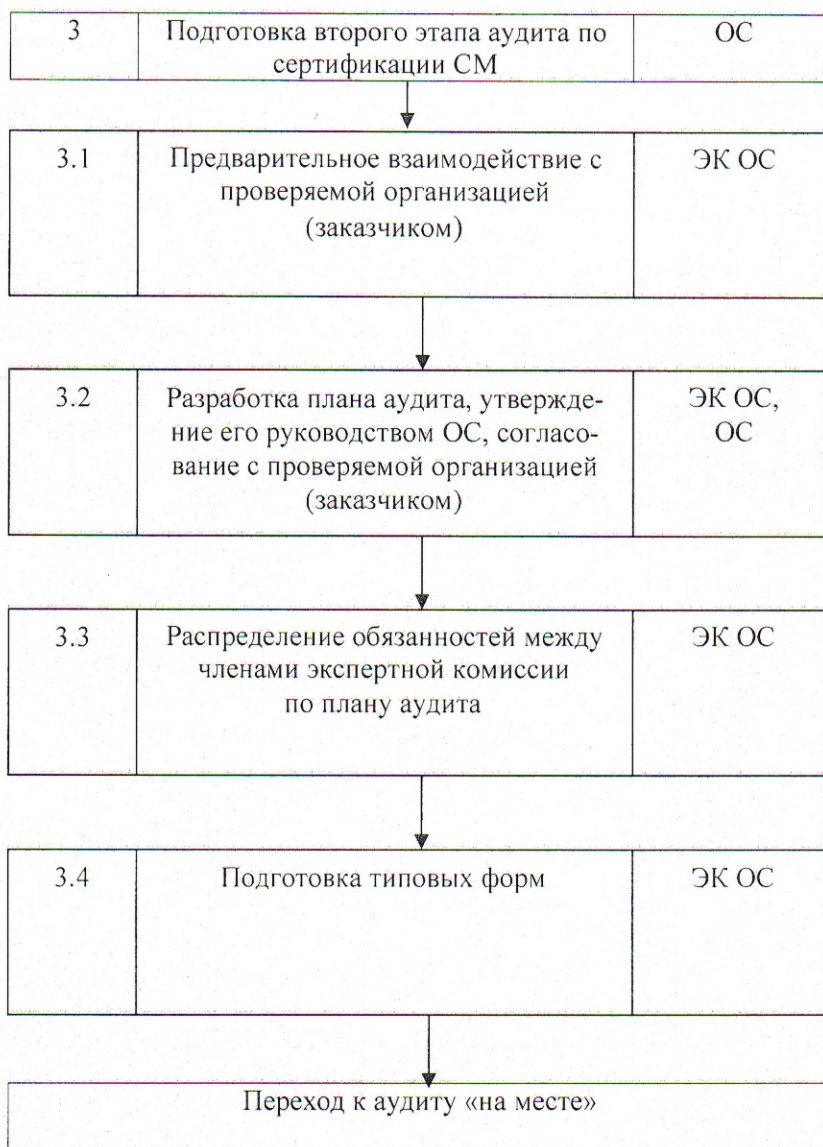 3 Подготовка второго этапа аудита по ОС
сертификации СМ
3.1 Предварительное взаимодействие с ЭК ОС
проверяемой организацией
(заказчиком)
3.2 Разработка плана аудита, утвержде- ЭК ОС,
ние его руководством ОС, согласо- ОС
вание с проверяемой организацией
(заказчиком)
3.3 Распределение обязанностей между ЭК ОС
членами экспертной комиссии
по плану аудита
3.4 Подготовка типовых форм ЭК ОС
Переход к аудиту «на месте»